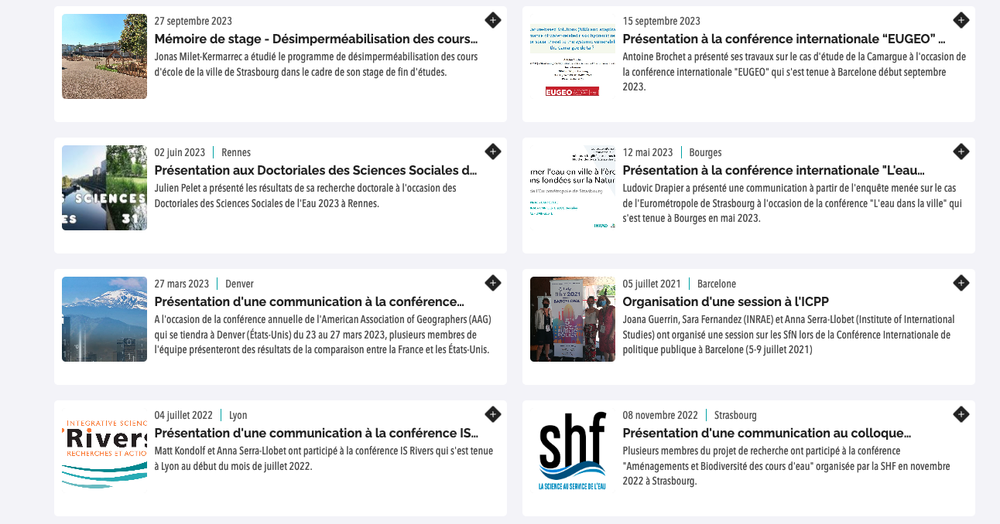 27 septembre 2023
Mémoire de stage - Désimperméabilisation des cours...
Jonas Milet-Kermarrec a étudié le programme de désimperméabilisation des cours
d'école de la ville de Strasbourg dans le cadre de son stage de fin d'études.
15 septembre 2023
Présentation à la conférence internationale “EUGEO” ...
Antoine Brochet a présenté ses travaux sur le cas d'étude de la Camargue à l'occasion de
la conférence internationale "EUGEO" qui s'est tenue à Barcelone début septembre
2023.
EUGEO
02 juin 2023 | Rennes
Présentation aux Doctoriales des Sciences Sociales d...
Julien Pelet a présenté les résultats de sa recherche doctorale à l'occasion des
Doctoriales des Sciences Sociales de l'Eau 2023 à Rennes.
S SCIENCES
ES 31
12 mai 2023 | Bourges
Présentation à la conférence internationale "L'eau...
Ludovic Drapier a présenté une communication à partir de l'enquête menée sur le cas
de l'Eurométropole de Strasbourg à l'occasion de la conférence "L'eau dans la ville" qui
s'est tenue à Bourges en mai 2023.
mer l'eau en ville à l'èr
ons fondées sur la Natur
de l'Eurométropole de Strasbourg
INRAE
27 mars 2023 | Denver
Présentation d'une communication à la conférence...
A l'occasion de la conférence annuelle de l'American Association of Geographers (AAG)
qui se tiendra à Denver (États-Unis) du 23 au 27 mars 2023, plusieurs membres de
l'équipe présenteront des résultats de la comparaison entre la France et les États-Unis.
05 juillet 2021 | Barcelone
Organisation d'une session à l'ICPP
Joana Guerrin, Sara Fernandez (INRAE) et Anna Serra-Llobet (Institute of International
Studies) ont organisé une session sur les SfN lors de la Conférence Internationale de
politique publique à Barcelone (5-9 juillet 2021)
BARCELONA
04 juillet 2022 | Lyon
Présentation d'une communication à la conférence IS...
Matt Kondolf et Anna Serra-Llobet ont participé à la conférence IS Rivers qui s'est tenue
à Lyon au début du mois de juillet 2022.
INTEGRATIVE SCIENC
Rivers
RECHERCHES ET ACTIO
08 novembre 2022 | Strasbourg
Présentation d'une communication au colloque...
Plusieurs membres du projet de recherche ont participé à la conférence
"Aménagements et Biodiversité des cours d'eau" organisée par la SHF en novembre
2022 à Strasbourg.
shf
LA SCIENCE AU SERVICE DE L'EAU